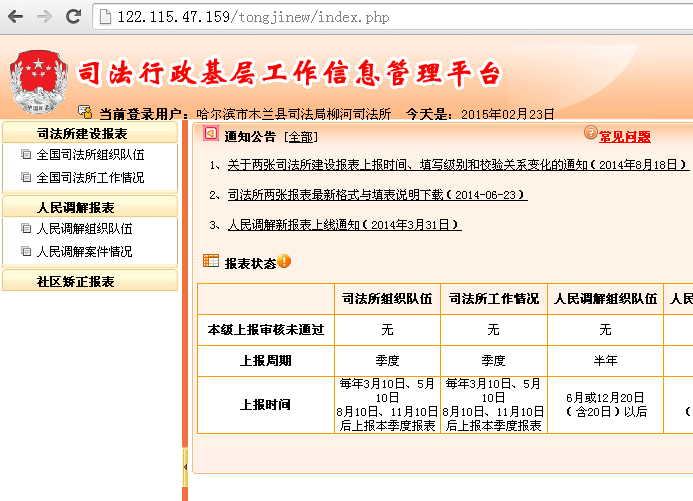 122.115.47.159/tongjinew/index.php
司法行政基层工作信息管理平台
当前登录用户：哈尔滨市木兰县司法局柳河司法所 今天是：2015年02月23日
司法所建设报表
全国司法所组织队伍
全国司法所工作情况
人民调解报表
人民调解组织队伍
人民调解案件情况
社区矫正报表
通知公告 [全部]
常见问题
1、关于两张司法所建设报表上报时间、填写级别和校验关系变化的通知（2014年8月18日）
2、司法所两张报表最新格式与填表说明下载（2014-06-23）
3、人民调解新报表上线通知（2014年3月31日）
报表状态
司法所组织队伍 司法所工作情况 人民调解组织队伍 人民
本级上报审核未通过 无 无 无
上报周期 季度 季度 半年
上报时间
每年3月10日、5月
10日
8月10日、11月10日
后上报本季度报表
每年3月10日、5月
10日
8月10日、11月10日
后上报本季度报表
6月或12月20日
（含20日）以后
（